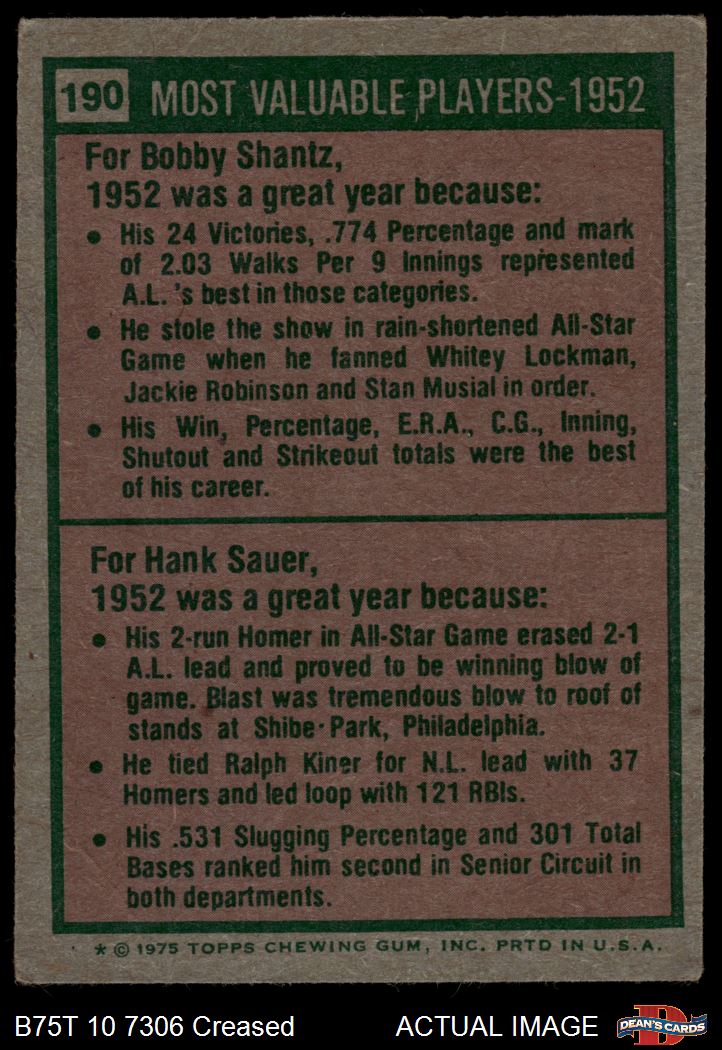 190 MOST VALUABLE PLAYERS-1952
For Bobby Shantz,
1952 was a great year because:
• His 24 Victories, .774 Percentage and mark
of 2.03 Walks Per 9 Innings represented
A.L. 's best in those categories.
• He stole the show in rain-shortened All-Star
Game when he fanned Whitey Lockman,
Jackie Robinson and Stan Musial in order.
• His Win, Percentage, E.R.A., C.G., Inning,
Shutout and Strikeout totals were the best
of his career.
For Hank Sauer,
1952 was a great year because:
• His 2-run Homer in All-Star Game erased 2-1
A.L. lead and proved to be winning blow of
game. Blast was tremendous blow to roof of
stands at Shibe Park, Philadelphia.
• He tied Ralph Kiner for N.L. lead with 37
Homers and led loop with 121 RBIs.
• His .531 Slugging Percentage and 301 Total
Bases ranked him second in Senior Circuit in
both departments.
* © 1975 TOPPS CHEWING GUM, INC. PRTD IN U.S.A.
B75T 10 7306 Creased ACTUAL IMAGE D DEAN'S CARDS